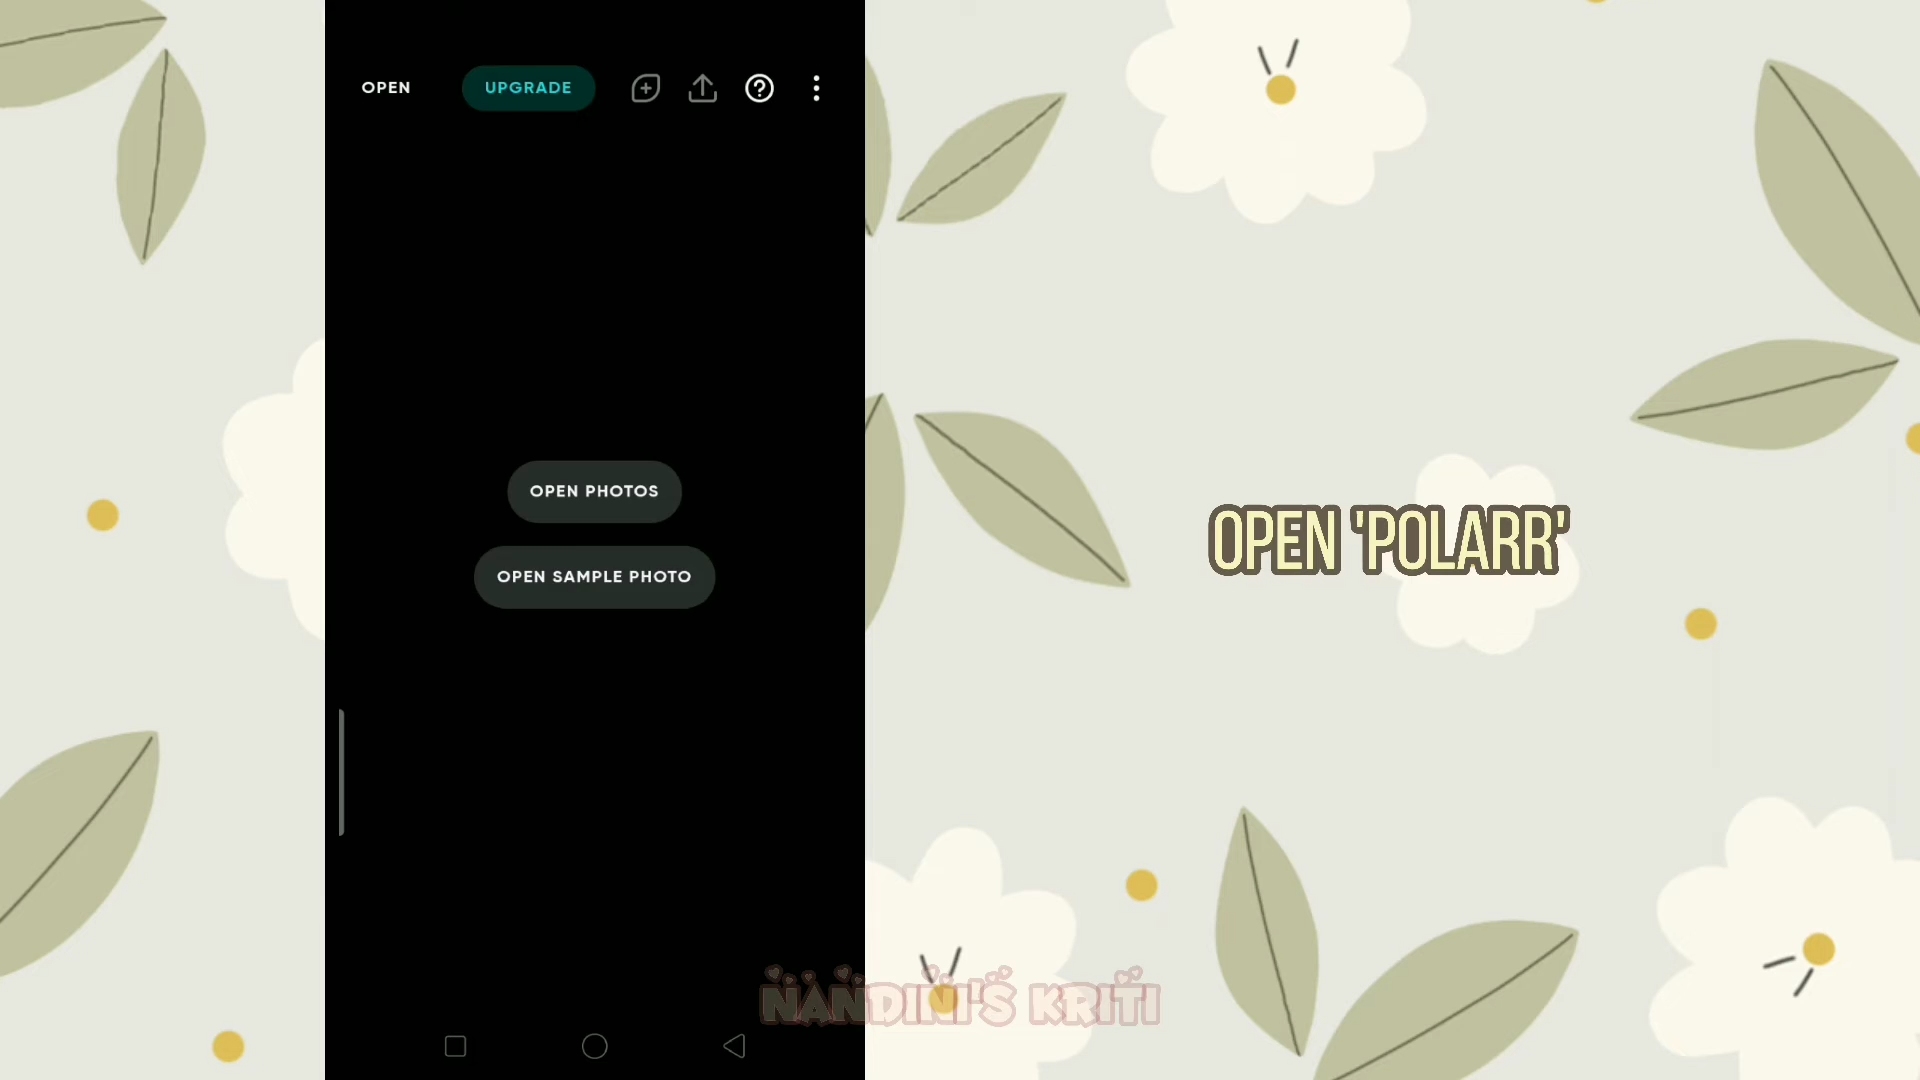 OPEN
UPGRADE
OPEN PHOTOS
OPEN SAMPLE PHOTO
OPEN 'POLARR'
NANDINI'S KRITI